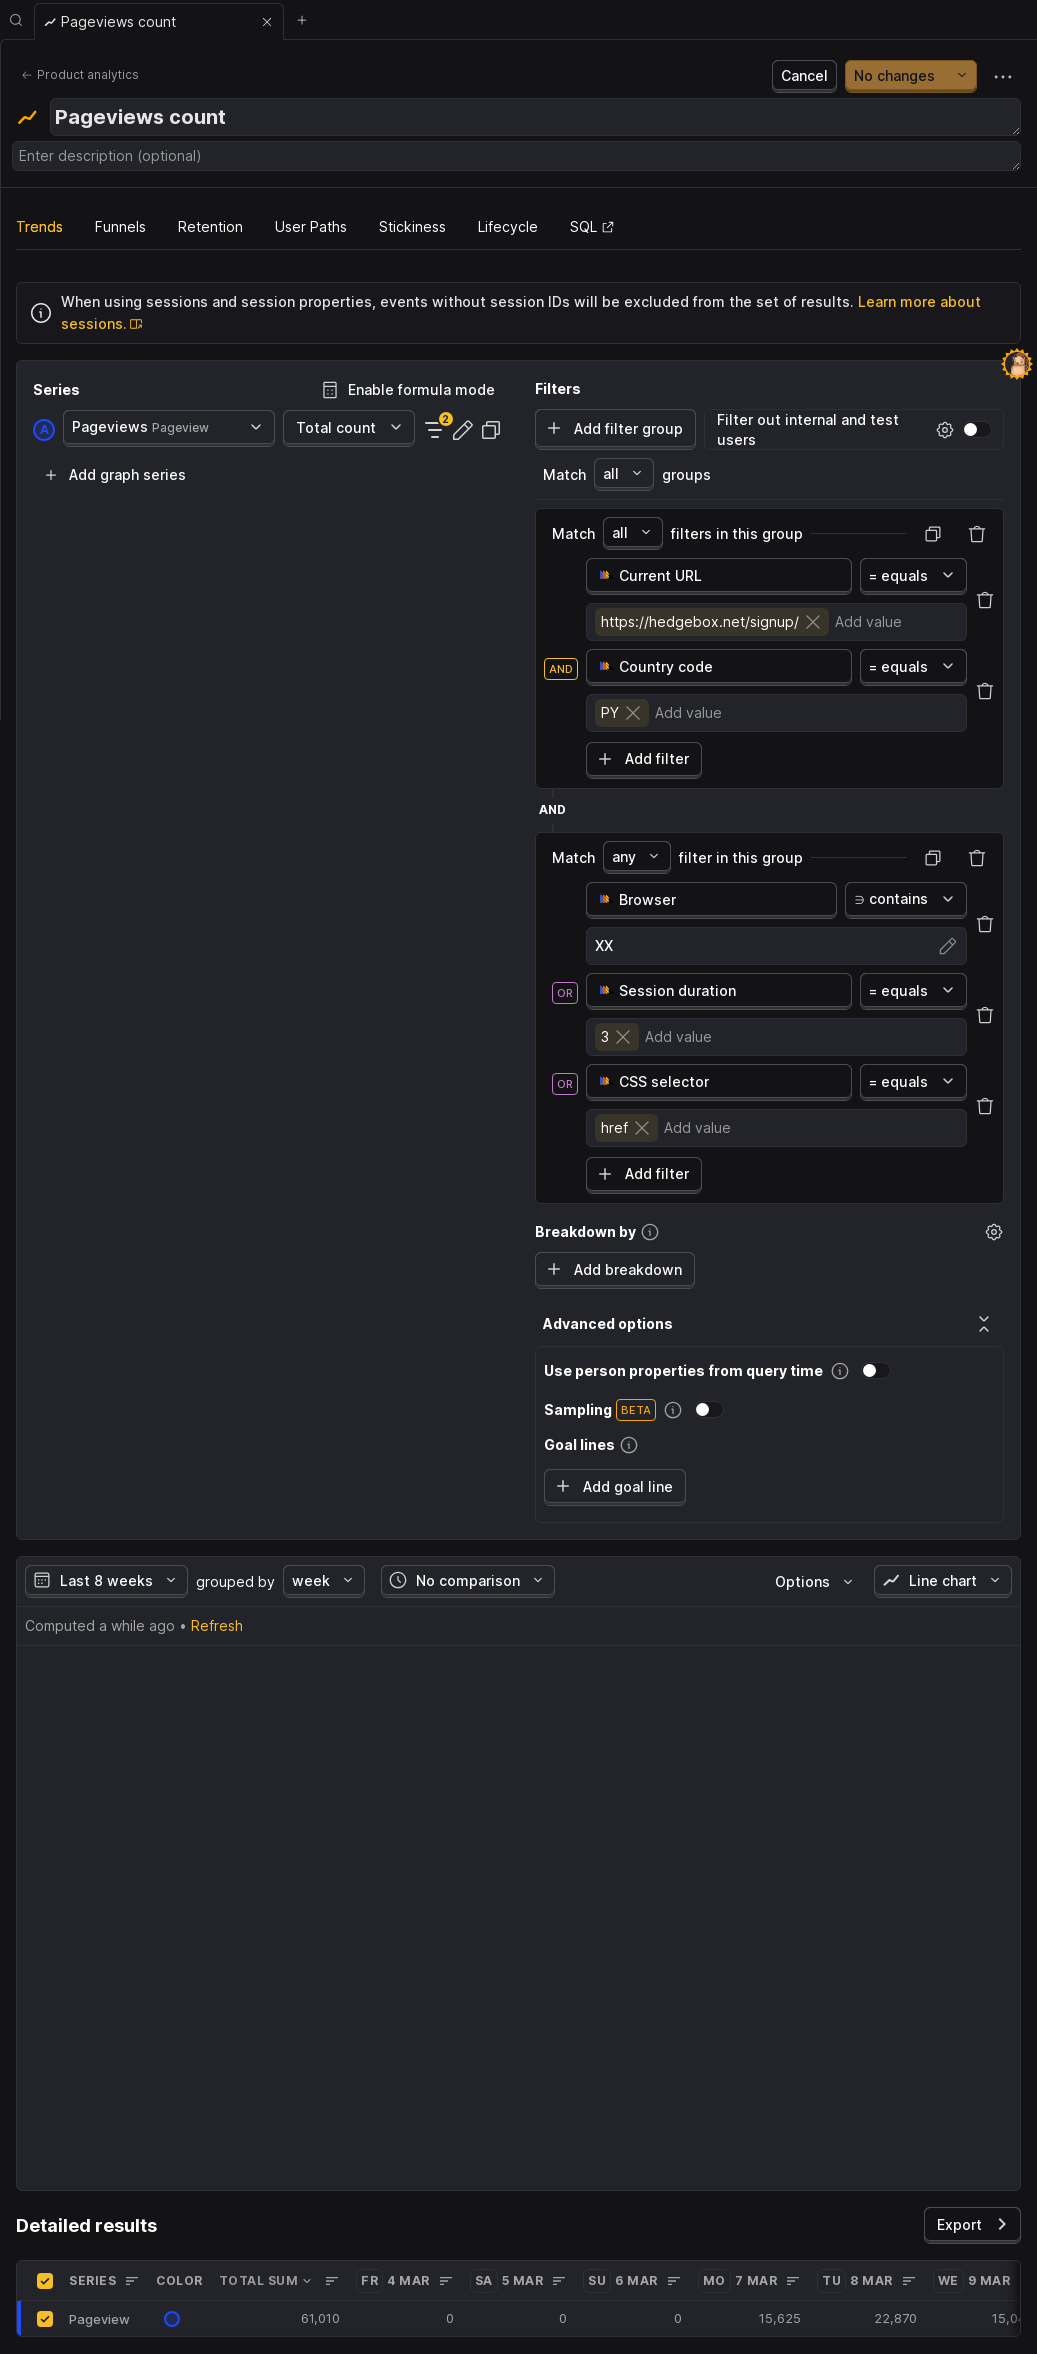 Pageviews count
Product analytics
Cancel
No changes
Pageviews count
Enter description (optional)
Trends
Funnels
Retention
User Paths
Stickiness
Lifecycle
SQL
When using sessions and session properties, events without session IDs will be excluded from the set of results. Learn more about
sessions.
Series
Enable formula mode
A
Pageviews Pageview
Total count
2
Add graph series
Filters
Add filter group
Filter out internal and test
users
Match all groups
Match all filters in this group
Current URL
= equals
https://hedgebox.net/signup/
Add value
AND
Country code
= equals
PY
Add value
Add filter
AND
Match any filter in this group
Browser
∋ contains
XX
OR
Session duration
= equals
3
Add value
OR
CSS selector
= equals
href
Add value
Add filter
Breakdown by
Add breakdown
Advanced options
Use person properties from query time
Sampling BETA
Goal lines
Add goal line
Last 8 weeks
grouped by
week
No comparison
Options
Line chart
Computed a while ago • Refresh
Detailed results
Export
SERIES COLOR TOTAL SUM FR 4 MAR SA 5 MAR SU 6 MAR MO 7 MAR TU 8 MAR WE 9 MAR
Pageview 61,010 0 0 0 15,625 22,870